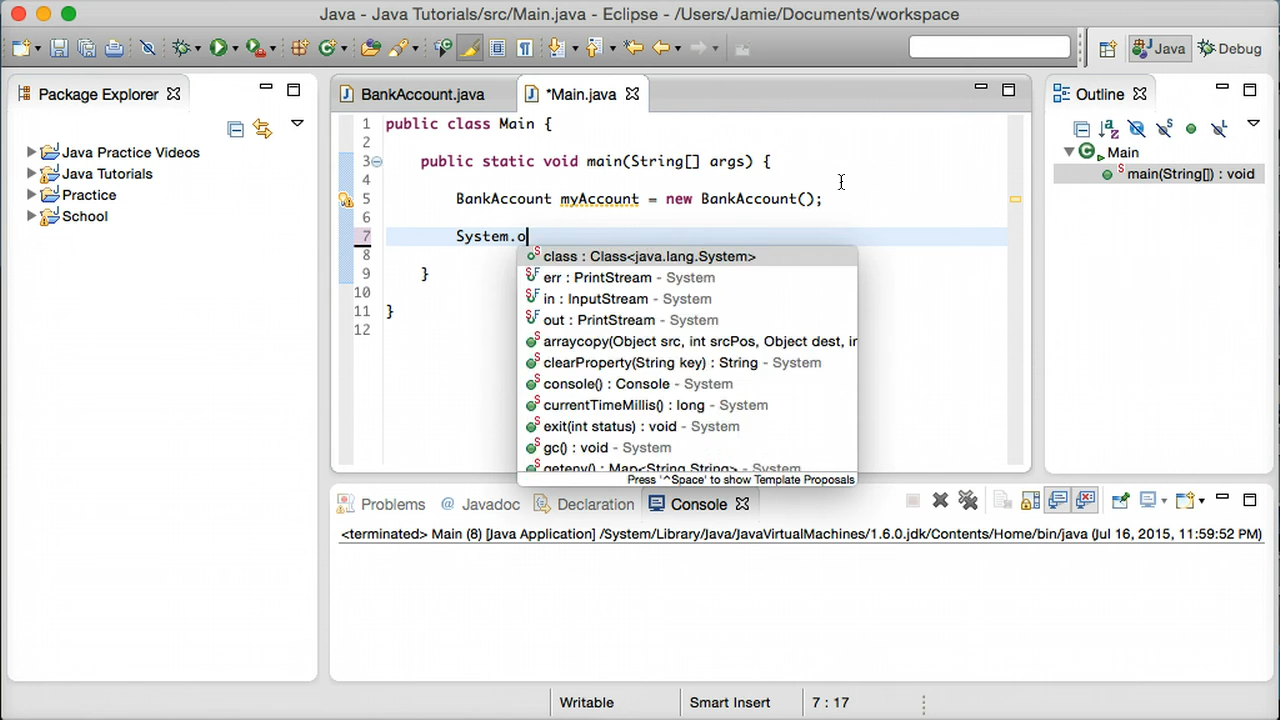 Java - Java Tutorials/src/Main.java - Eclipse - /Users/Jamie/Documents/workspace
Java
Debug
Package Explorer
Java Practice Videos
Java Tutorials
Practice
School
BankAccount.java
*Main.java
1 public class Main {
2
3 public static void main(String[] args) {
4
5 BankAccount myAccount = new BankAccount();
6
7 System.o
8
9 }
10
11 }
12
class : Class<java.lang.System>
err : PrintStream - System
in : InputStream - System
out : PrintStream - System
arraycopy(Object src, int srcPos, Object dest, in
clearProperty(String key) : String - System
console() : Console - System
currentTimeMillis() : long - System
exit(int status) : void - System
gc() : void - System
getenv() : Map<String,String> - System
Press '^Space' to show Template Proposals
Outline
Main
main(String[]) : void
Problems
@ Javadoc
Declaration
Console
<terminated> Main (8) [Java Application] /System/Library/Java/JavaVirtualMachines/1.6.0.jdk/Contents/Home/bin/java (Jul 16, 2015, 11:59:52 PM)
Writable
Smart Insert
7 : 17